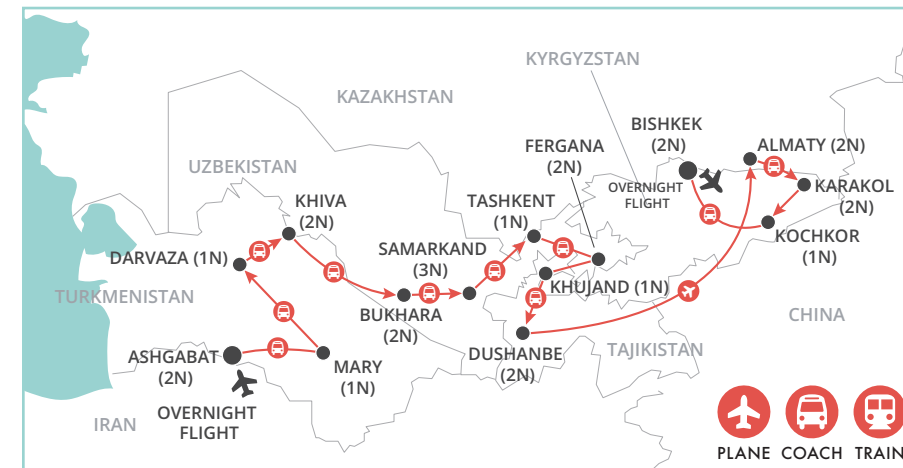 KYRGYZSTAN
KAZAKHSTAN
BISHKEK
(2N)
ALMATY (2N)
FERGANA
(2N)
UZBEKISTAN
OVERNIGHT
FLIGHT
KARAKOL
(2N)
KHIVA
(2N)
TASHKENT
(1N)
KOCHKOR
(1N)
SAMARKAND
(3N)
DARVAZA (1N)
KHUJAND (1N)
TURKMENISTAN
BUKHARA
(2N)
CHINA
ASHGABAT
(2N)
MARY
(1N)
DUSHANBE
(2N)
TAJIKISTAN
IRAN
OVERNIGHT
FLIGHT
PLANE COACH TRAIN